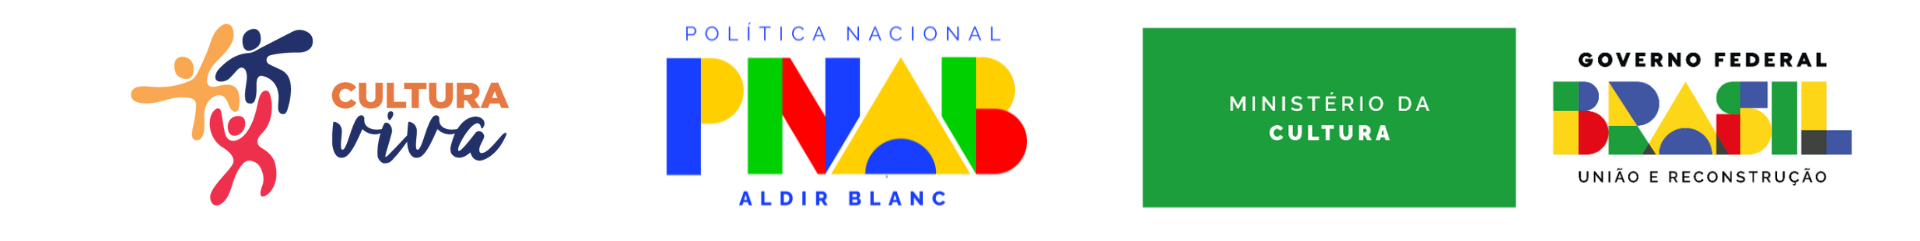 CULTURA
viva
POLÍTICA NACIONAL
PNAB
ALDIR BLANC
MINISTÉRIO DA
CULTURA
GOVERNO FEDERAL
BRASIL
UNIÃO E RECONSTRUÇÃO